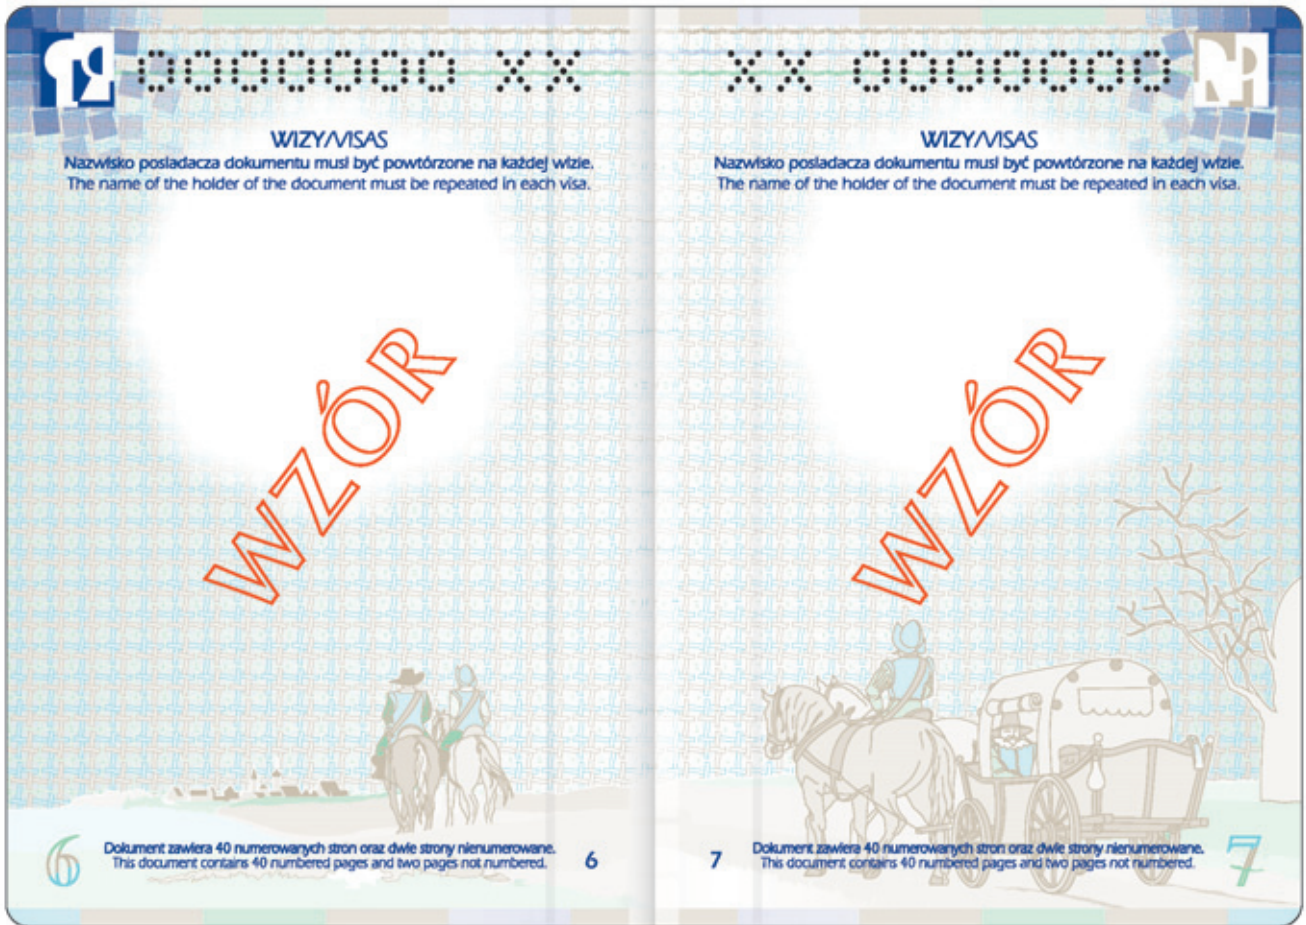 0000000 XX
WIZY/VISAS
Nazwisko posiadacza dokumentu musi być powtórzone na każdej wizie.
The name of the holder of the document must be repeated in each visa.
WZÓR
6
Dokument zawiera 40 numerowanych stron oraz dwie strony nienumerowane.
This document contains 40 numbered pages and two pages not numbered.
6
XX 0000000
WIZY/VISAS
Nazwisko posiadacza dokumentu musi być powtórzone na każdej wizie.
The name of the holder of the document must be repeated in each visa.
WZÓR
7
Dokument zawiera 40 numerowanych stron oraz dwie strony nienumerowane.
This document contains 40 numbered pages and two pages not numbered.
7